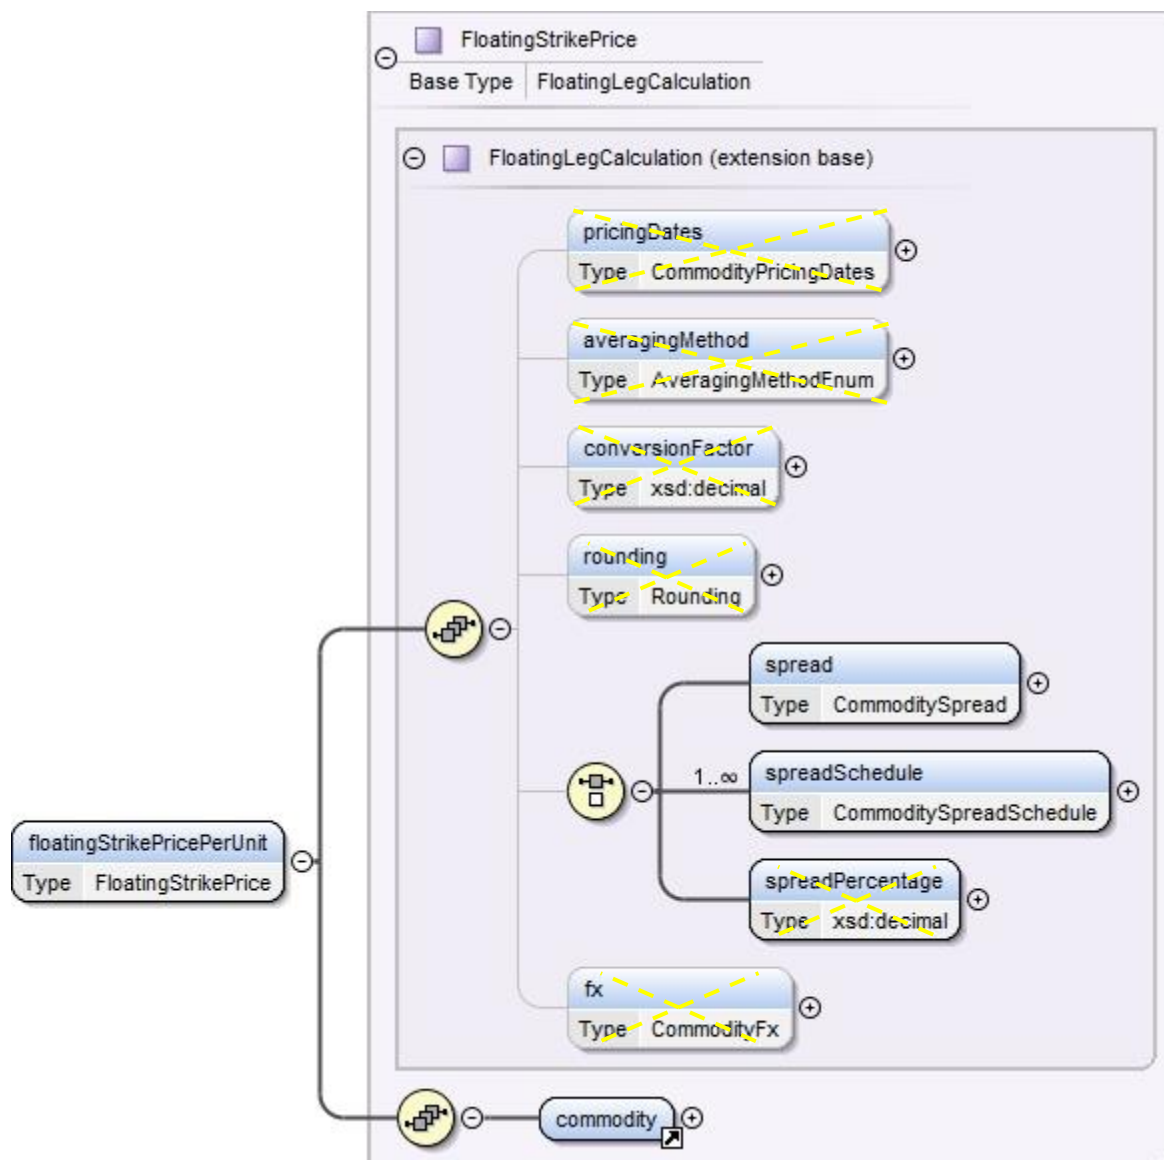 FloatingStrikePrice
Base Type FloatingLegCalculation
FloatingLegCalculation (extension base)
pricingDates
Type CommodityPricingDates
averagingMethod
Type AveragingMethodEnum
conversionFactor
Type xsd:decimal
rounding
Type Rounding
spread
Type CommoditySpread
1..∞
spreadSchedule
Type CommoditySpreadSchedule
floatingStrikePricePerUnit
Type FloatingStrikePrice
spreadPercentage
Type xsd:decimal
fx
Type CommodityFx
commodity